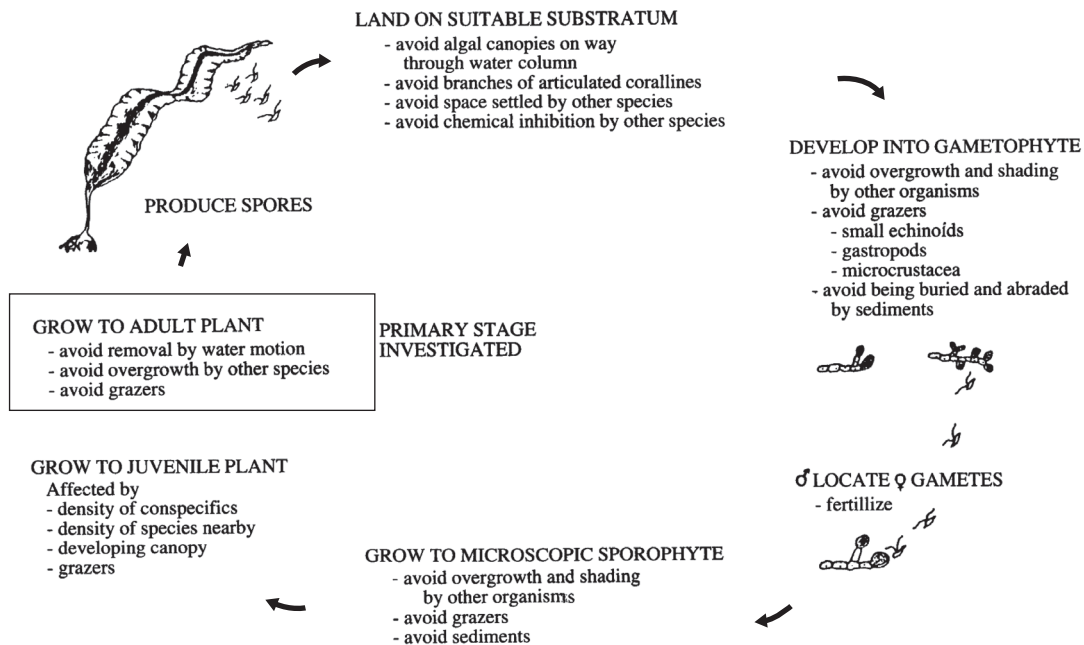 LAND ON SUITABLE SUBSTRATUM
- avoid algal canopies on way
through water column
- avoid branches of articulated corallines
- avoid space settled by other species
- avoid chemical inhibition by other species
DEVELOP INTO GAMETOPHYTE
- avoid overgrowth and shading
by other organisms
- avoid grazers
- small echinoids
- gastropods
- microcrustacea
- avoid being buried and abraded
by sediments
♂ LOCATE ♀ GAMETES
- fertillize
GROW TO MICROSCOPIC SPOROPHYTE
- avoid overgrowth and shading
by other organisms
- avoid grazers
- avoid sediments
GROW TO JUVENILE PLANT
Affected by
- density of conspecifics
- density of species nearby
- developing canopy
- grazers
GROW TO ADULT PLANT
- avoid removal by water motion
- avoid overgrowth by other species
- avoid grazers
PRIMARY STAGE
INVESTIGATED
PRODUCE SPORES